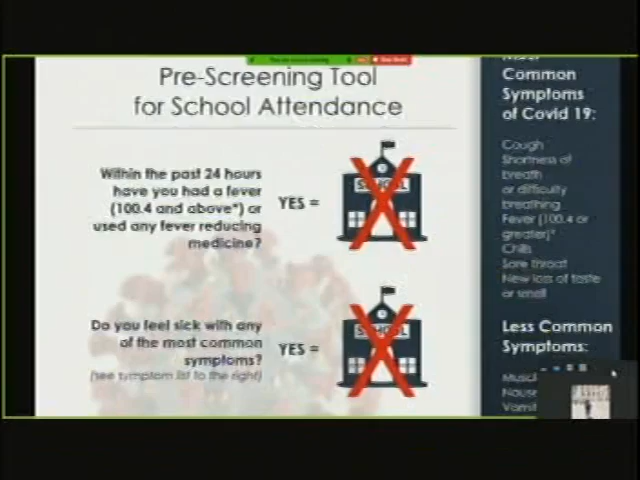 Pre-Screening Tool
for School Attendance
Within the past 24 hours
have you had a fever
(100.4 and above*) or
used any fever reducing
medicine?
YES =
SCHOOL
Do you feel sick with any
of the most common
symptoms?
(see symptom list to the right)
YES =
SCHOOL
Most
Common
Symptoms
of Covid 19:
Cough
Shortness of
breath
or difficulty
breathing
Fever (100.4 or
greater)*
Chills
Sore throat
New loss of taste
or smell
Less Common
Symptoms: